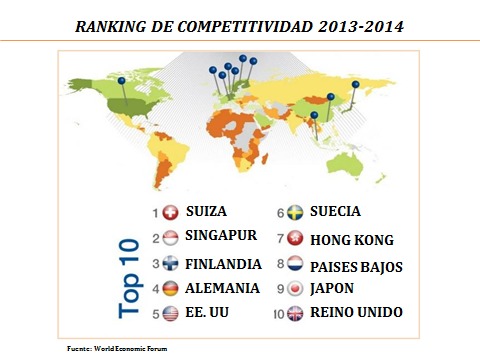 RANKING DE COMPETITIVIDAD 2013-2014
Top 10
1 SUIZA
2 SINGAPUR
3 FINLANDIA
4 ALEMANIA
5 EE. UU
6 SUECIA
7 HONG KONG
8 PAISES BAJOS
9 JAPON
10 REINO UNIDO
Fuente: World Economic Forum